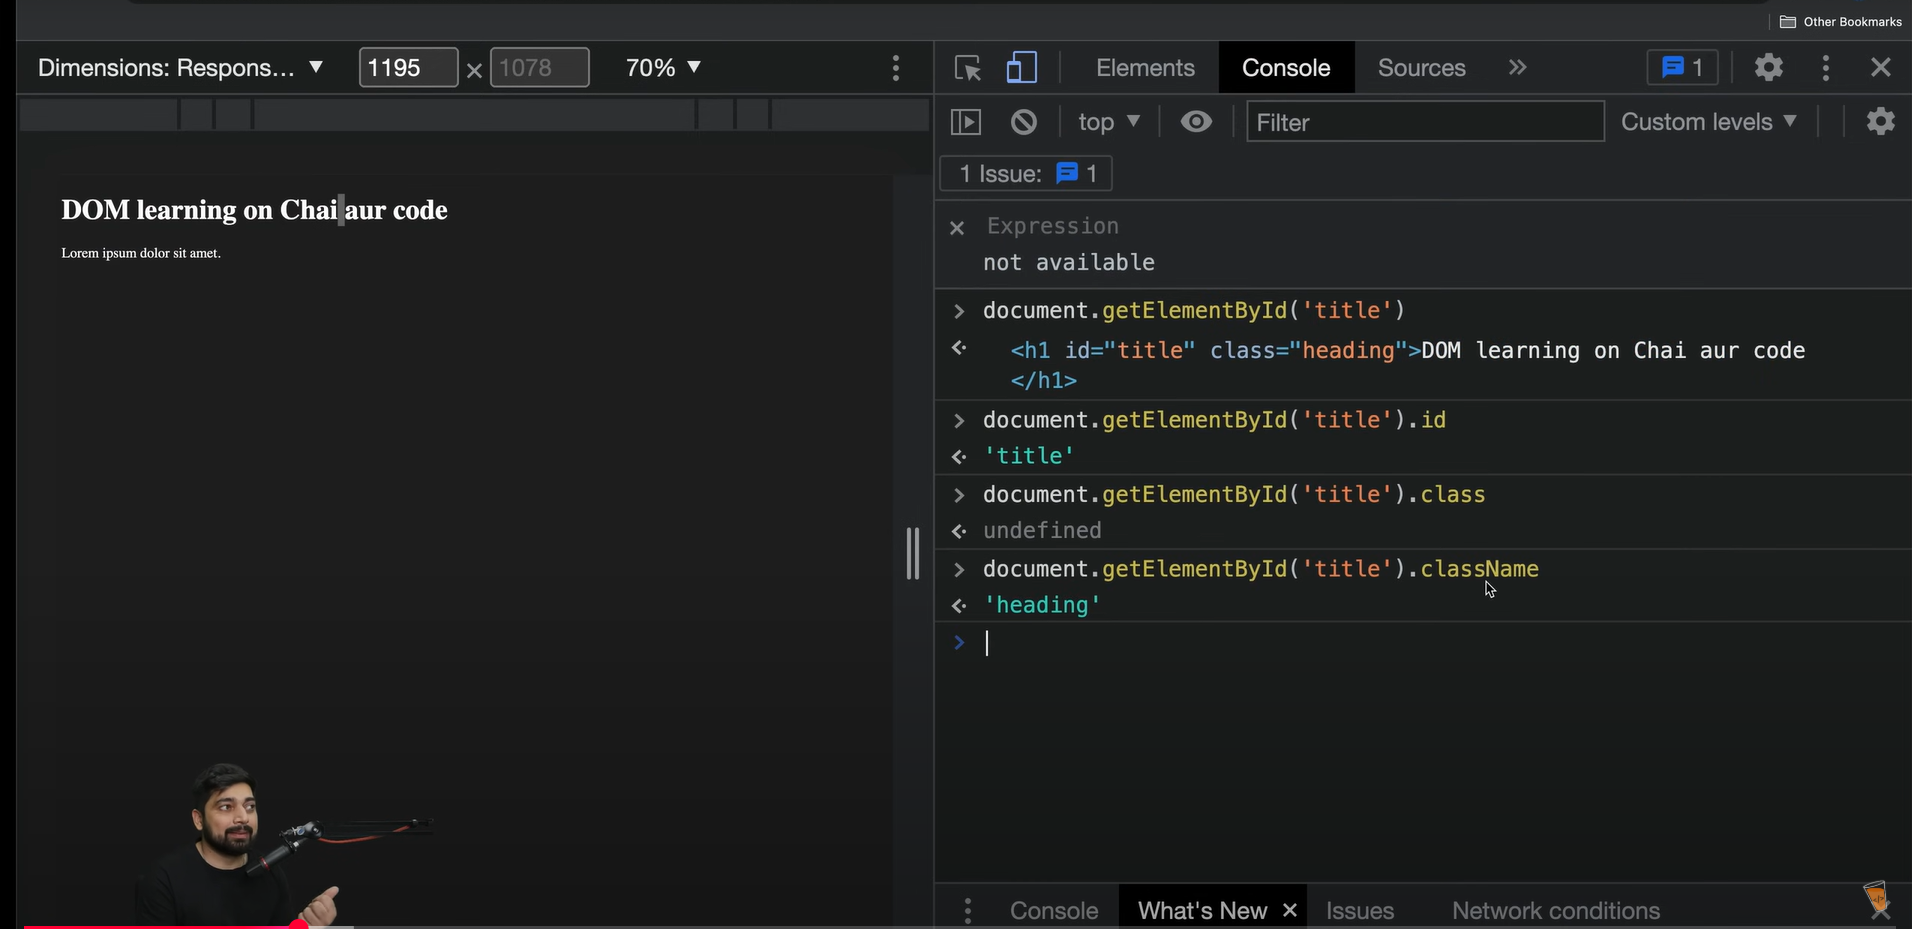 Other Bookmarks
Dimensions: Respons... ▼ 1195 × 1078 70% ▼
Elements Console Sources » 1
top ▼ Filter Custom levels ▼
1 Issue: 1
DOM learning on Chai aur code
Lorem ipsum dolor sit amet.
× Expression
not available
> document.getElementById('title')
<h1 id="title" class="heading">DOM learning on Chai aur code
</h1>
> document.getElementById('title').id
'title'
> document.getElementById('title').class
undefined
> document.getElementById('title').className
'heading'
>
Console What's New × Issues Network conditions